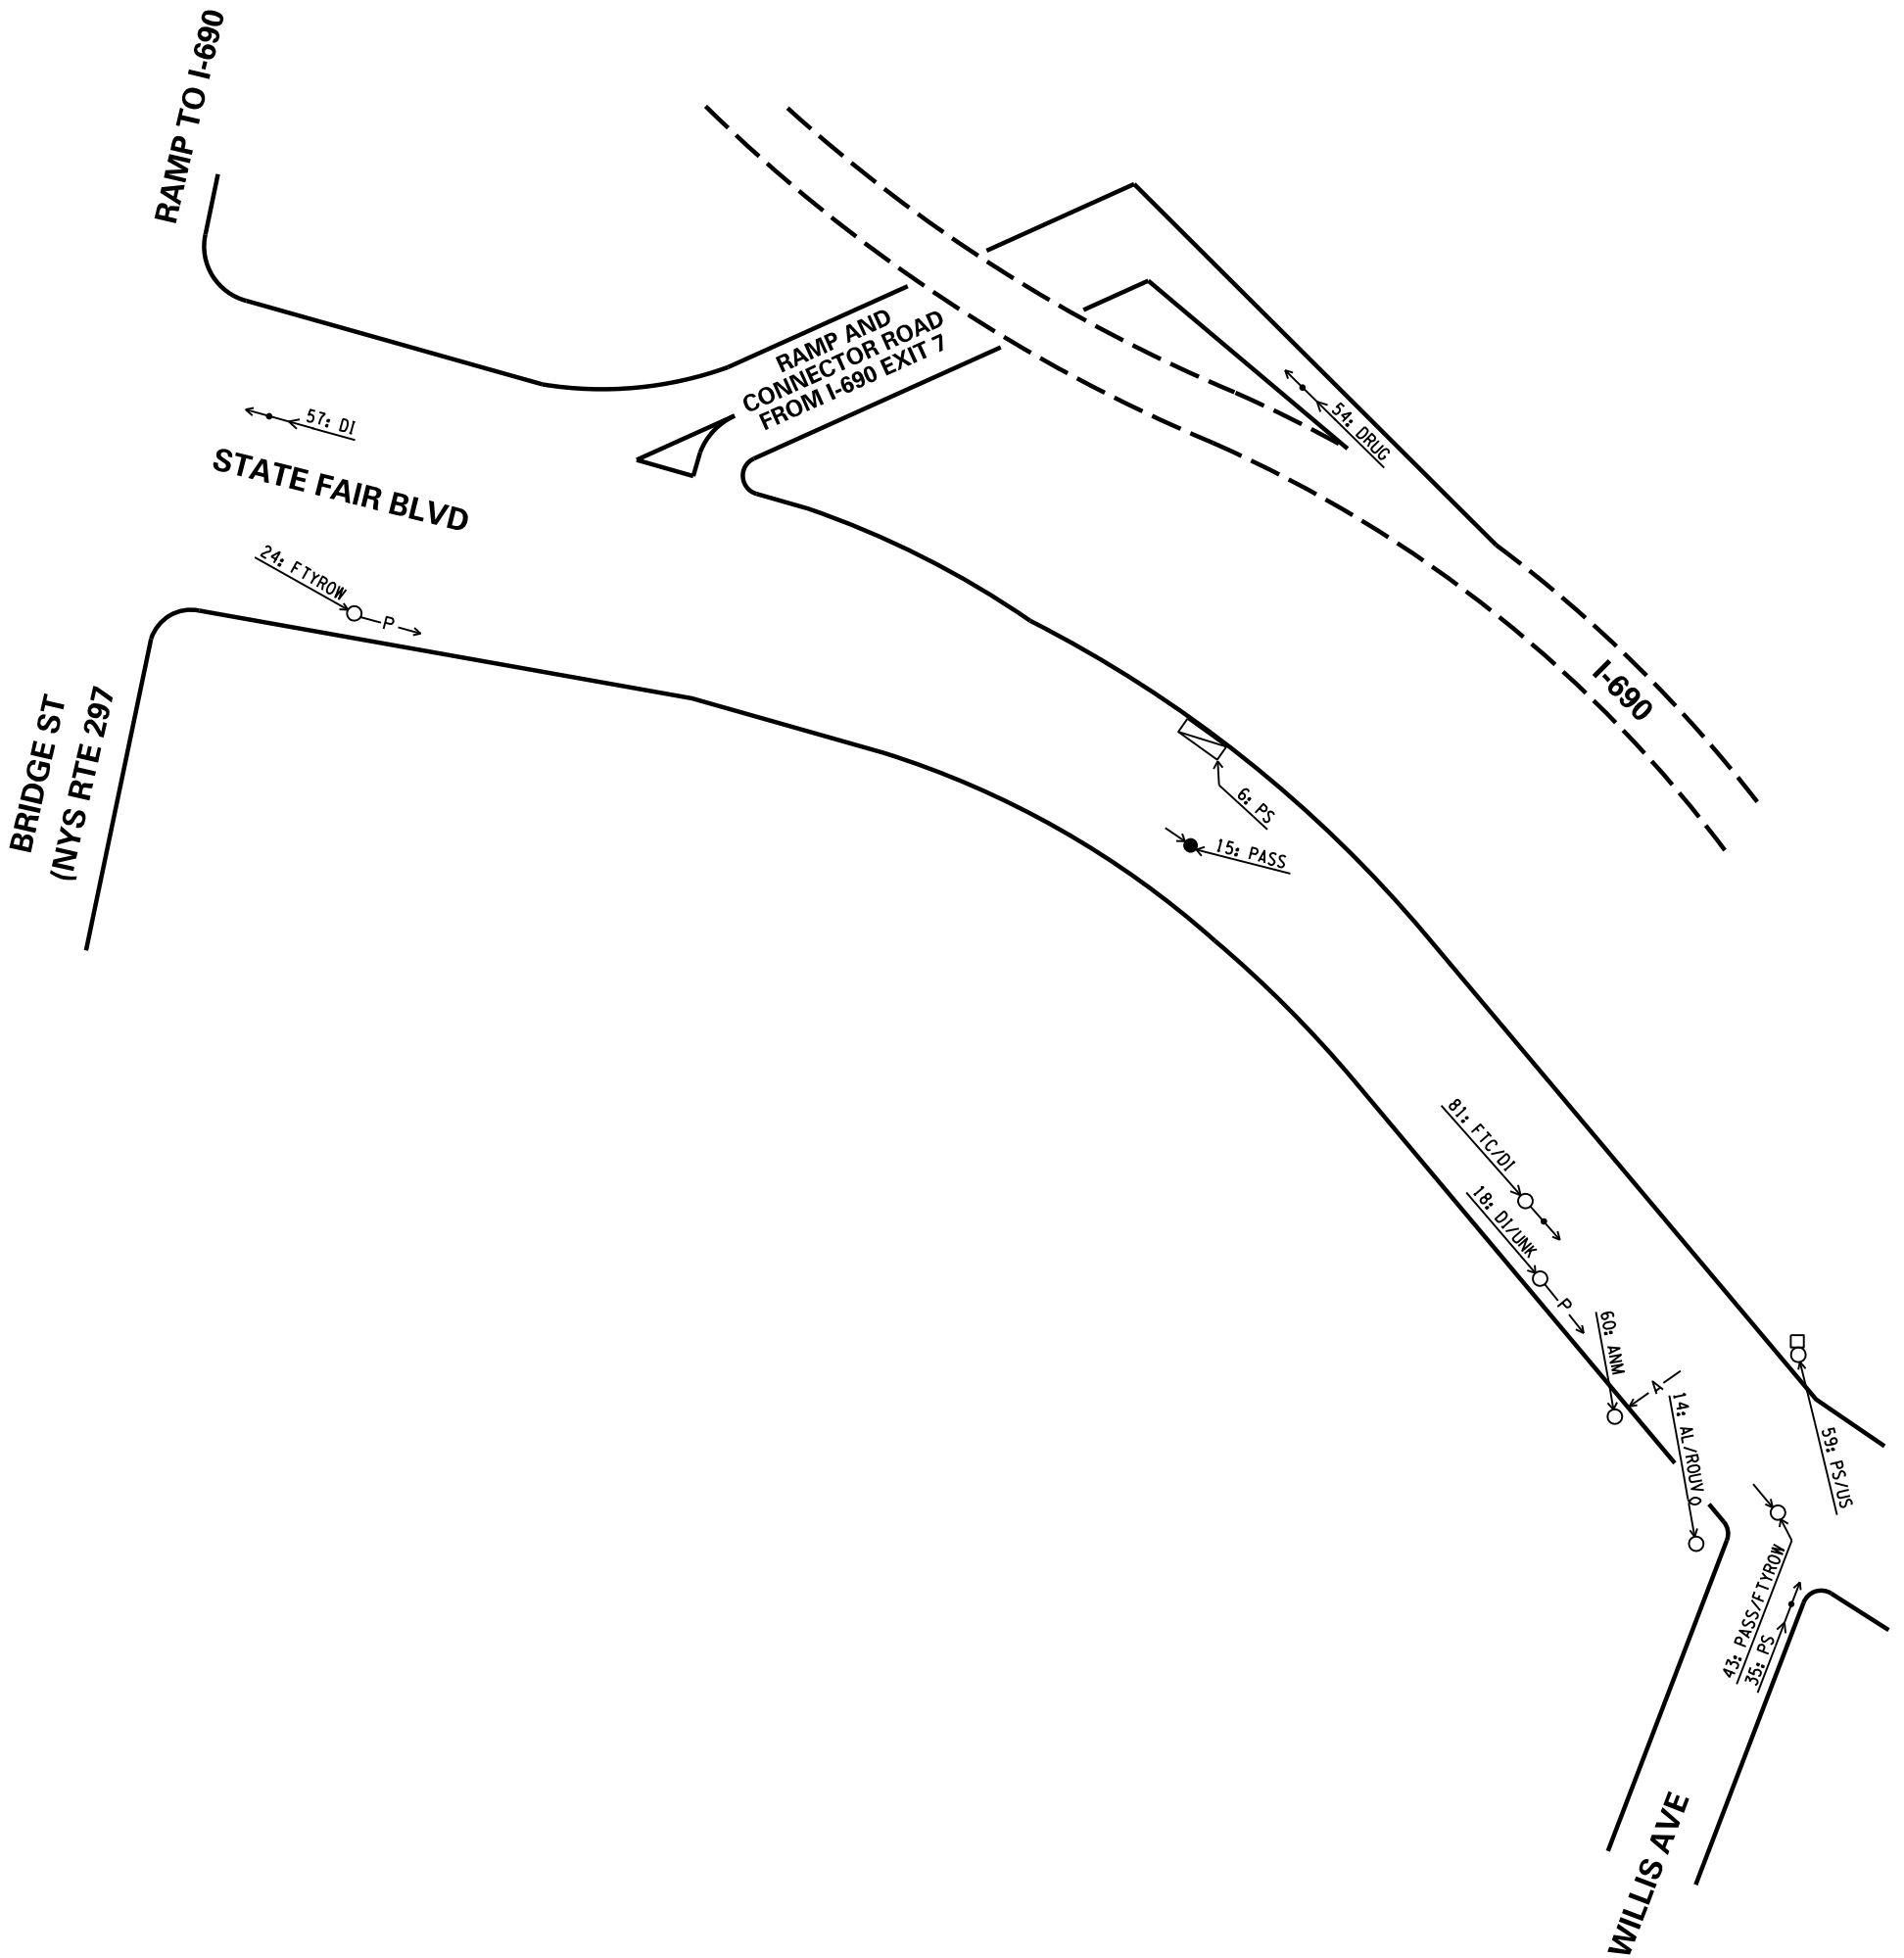 RAMP TO I-690
RAMP AND
CONNECTOR ROAD
FROM I-690 EXIT 7
54: DRUG
57: DI
STATE FAIR BLVD
24: FTYROW
P
I-690
BRIDGE ST
(NYS RTE 297
6: PS
15: PASS
81: FTC/DI
18: DI/UNK
P
60: ANM
A
14: AL/ROUVO
59: PS/US
43: PASS/FTYROW
35: PS
WILLIS AVE